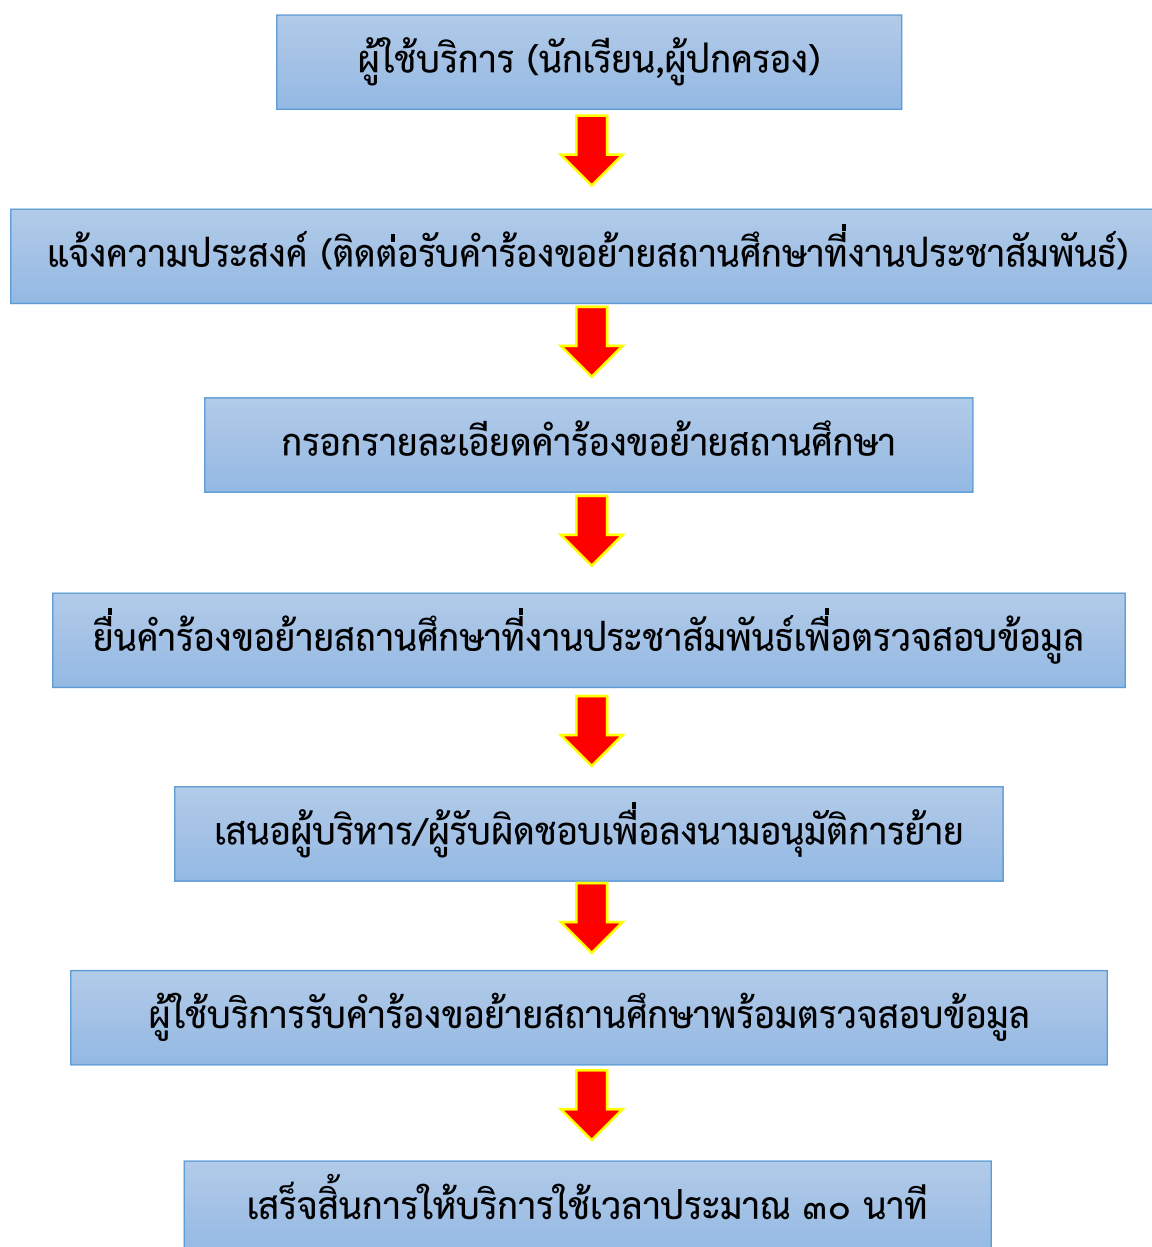 ผู้ใช้บริการ (นักเรียน,ผู้ปกครอง)
แจ้งความประสงค์ (ติดต่อรับคำร้องขอย้ายสถานศึกษาที่งานประชาสัมพันธ์)
กรอกรายละเอียดคำร้องขอย้ายสถานศึกษา
ยื่นคำร้องขอย้ายสถานศึกษาที่งานประชาสัมพันธ์เพื่อตรวจสอบข้อมูล
เสนอผู้บริหาร/ผู้รับผิดชอบเพื่อลงนามอนุมัติการย้าย
ผู้ใช้บริการรับคำร้องขอย้ายสถานศึกษาพร้อมตรวจสอบข้อมูล
เสร็จสิ้นการให้บริการใช้เวลาประมาณ ๓๐ นาที